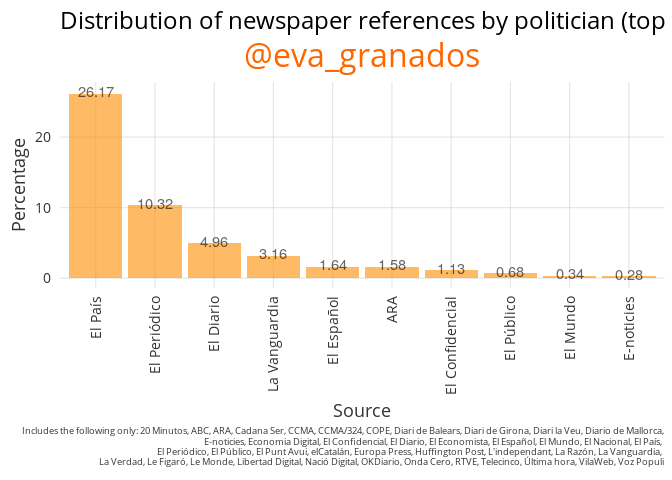 Distribution of newspaper references by politician (top
@eva_granados
Percentage
20
10
0
26.17
10.32
4.96
3.16
1.64
1.58
1.13
0.68
0.34
0.28
El País
El Periódico
El Diario
La Vanguardia
El Español
ARA
El Confidencial
El Público
El Mundo
E-noticies
Source
Includes the following only: 20 Minutos, ABC, ARA, Cadana Ser, CCMA, CCMA/324, COPE, Diari de Balears, Diari de Girona, Diari la Veu, Diario de Mallorca,
E-noticies, Economia Digital, El Confidencial, El Diario, El Economista, El Español, El Mundo, El Nacional, El País,
El Periódico, El Público, El Punt Avui, elCatalán, Europa Press, Huffington Post, L'independant, La Razón, La Vanguardia,
La Verdad, Le Figaró, Le Monde, Libertad Digital, Nació Digital, OKDiario, Onda Cero, RTVE, Telecinco, Última hora, VilaWeb, Voz Populi